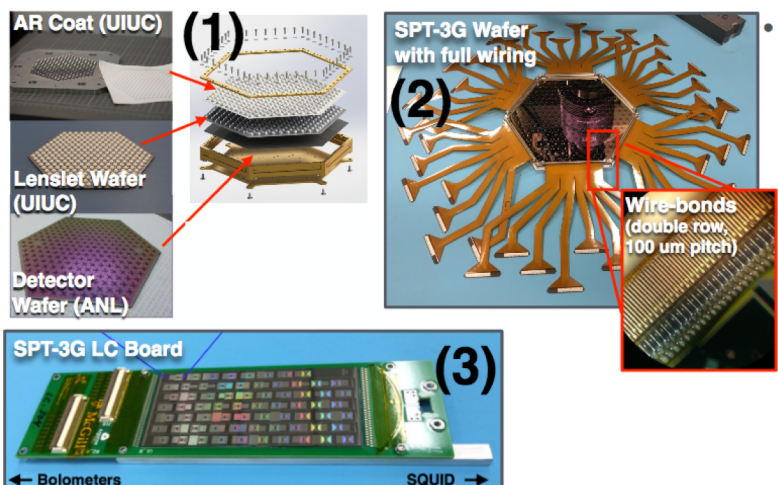 AR Coat (UIUC)
(1)
Lenslet Wafer
(UIUC)
Detector
Wafer (ANL)
SPT-3G Wafer
with full wiring
(2)
Wire-bonds
(double row,
100 um pitch)
SPT-3G LC Board
(3)
McGill
← Bolometers
SQUID →